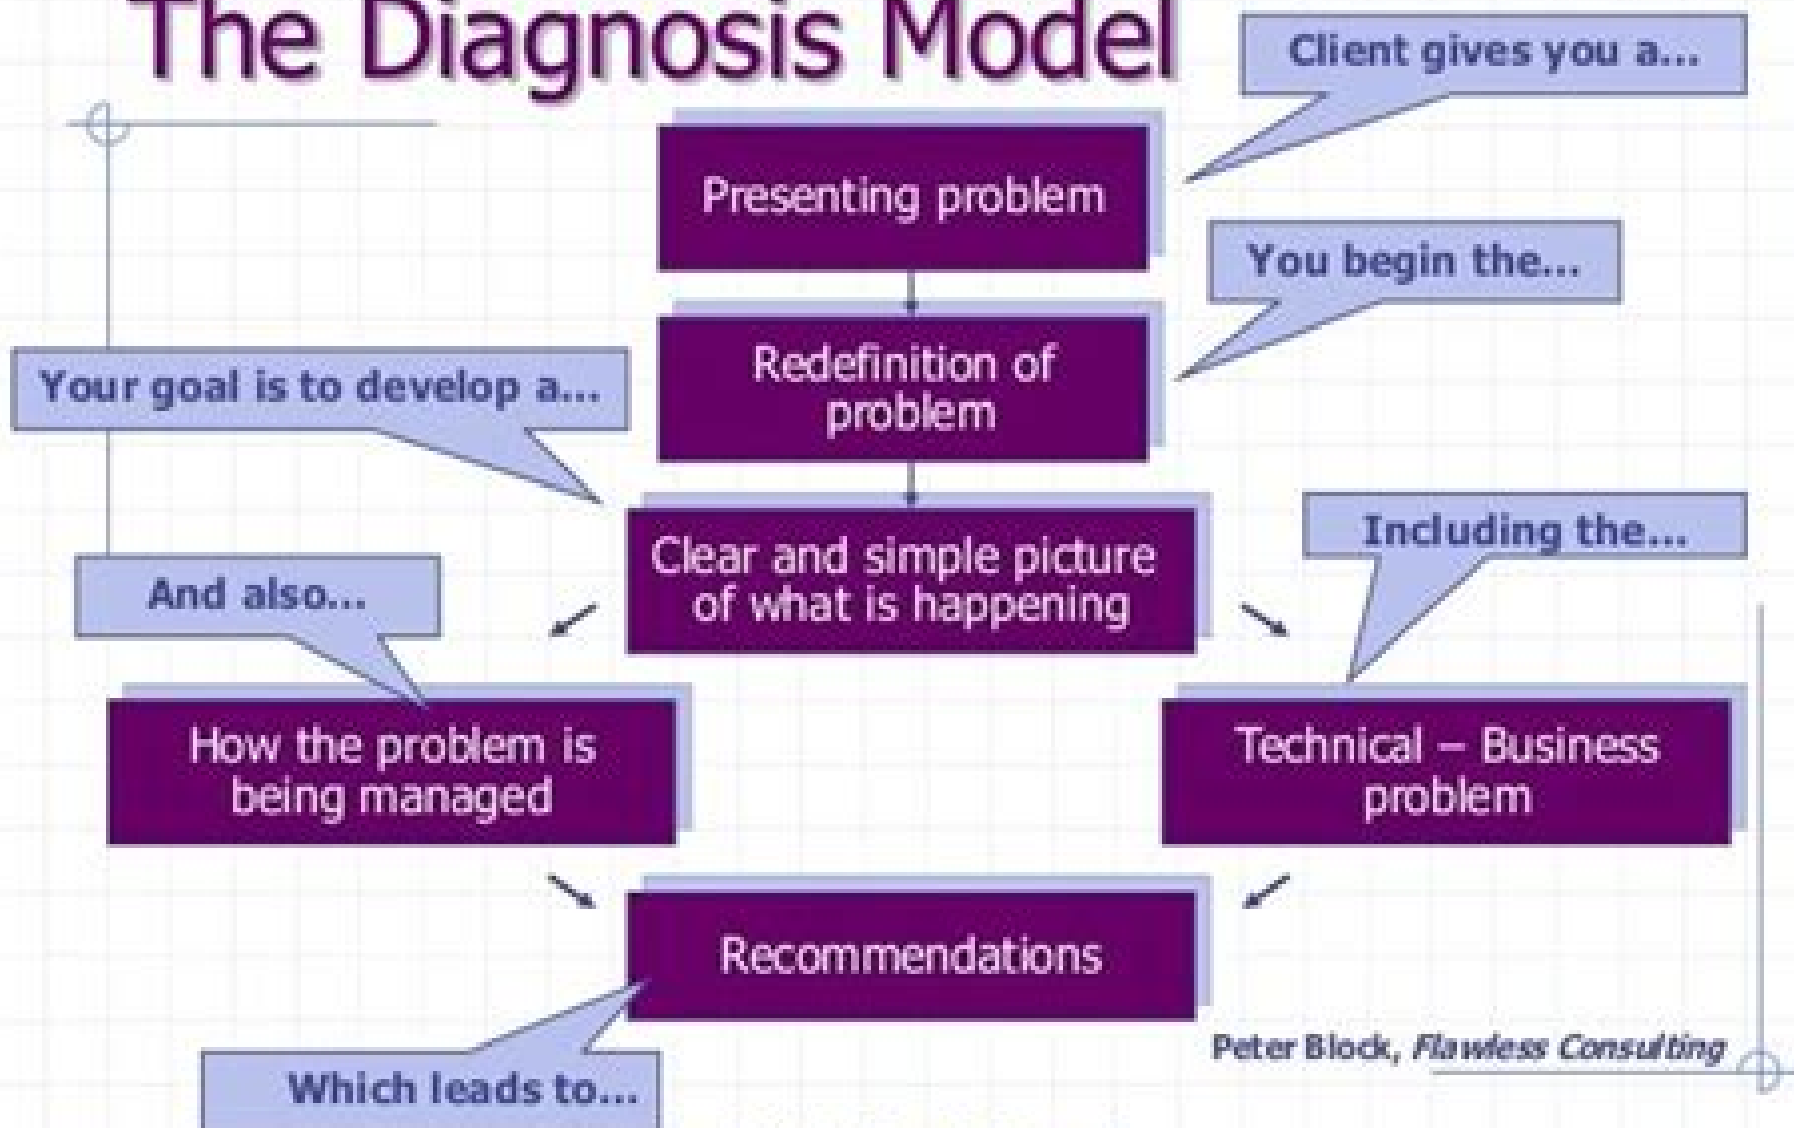 The Diagnosis Model
Client gives you a...
Presenting problem
You begin the...
Redefinition of
problem
Your goal is to develop a...
Clear and simple picture
of what is happening
Including the...
And also...
How the problem is
being managed
Technical – Business
problem
Recommendations
Peter Block, Flawless Consulting
Which leads to...